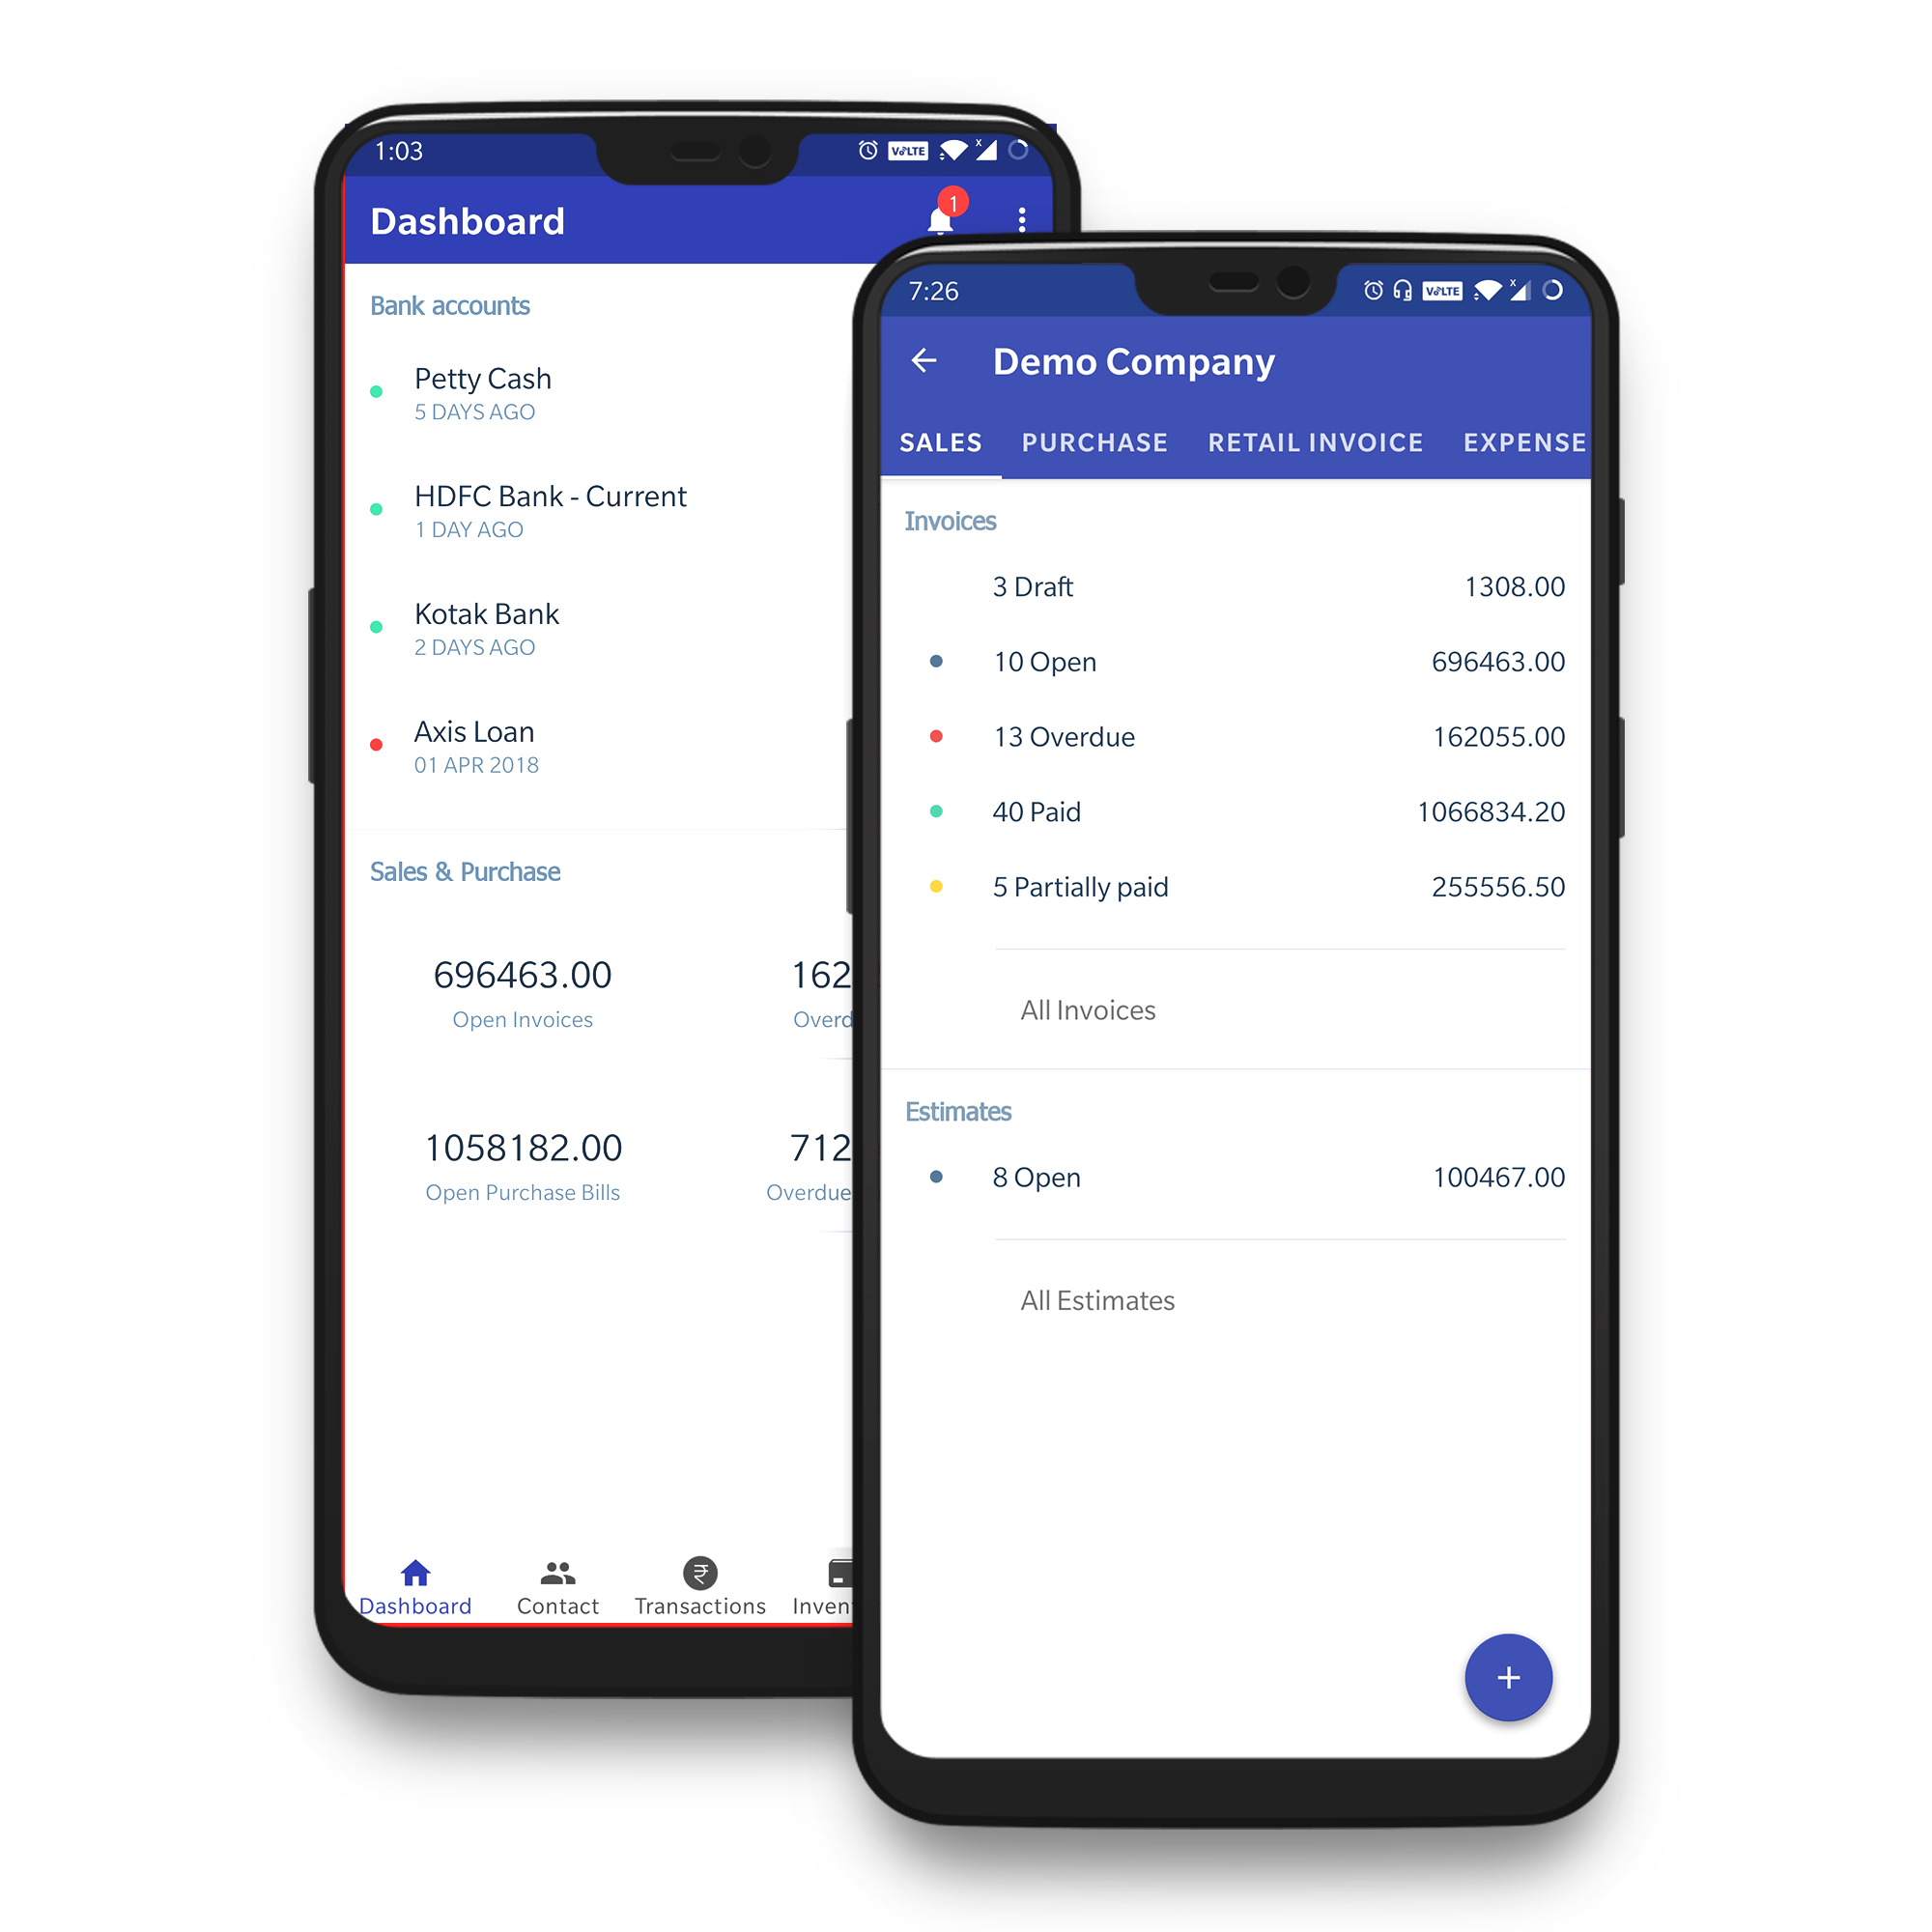 1:03
VoLTE
x
Dashboard
1
Bank accounts
Petty Cash
5 DAYS AGO
HDFC Bank - Current
1 DAY AGO
Kotak Bank
2 DAYS AGO
Axis Loan
01 APR 2018
Sales & Purchase
696463.00 162
Open Invoices Overd
1058182.00 712
Open Purchase Bills Overdue
₹
Dashboard Contact Transactions Inven
7:26
VoLTE
x
Demo Company
SALES PURCHASE RETAIL INVOICE EXPENSE
Invoices
3 Draft 1308.00
10 Open 696463.00
13 Overdue 162055.00
40 Paid 1066834.20
5 Partially paid 255556.50
All Invoices
Estimates
8 Open 100467.00
All Estimates
+